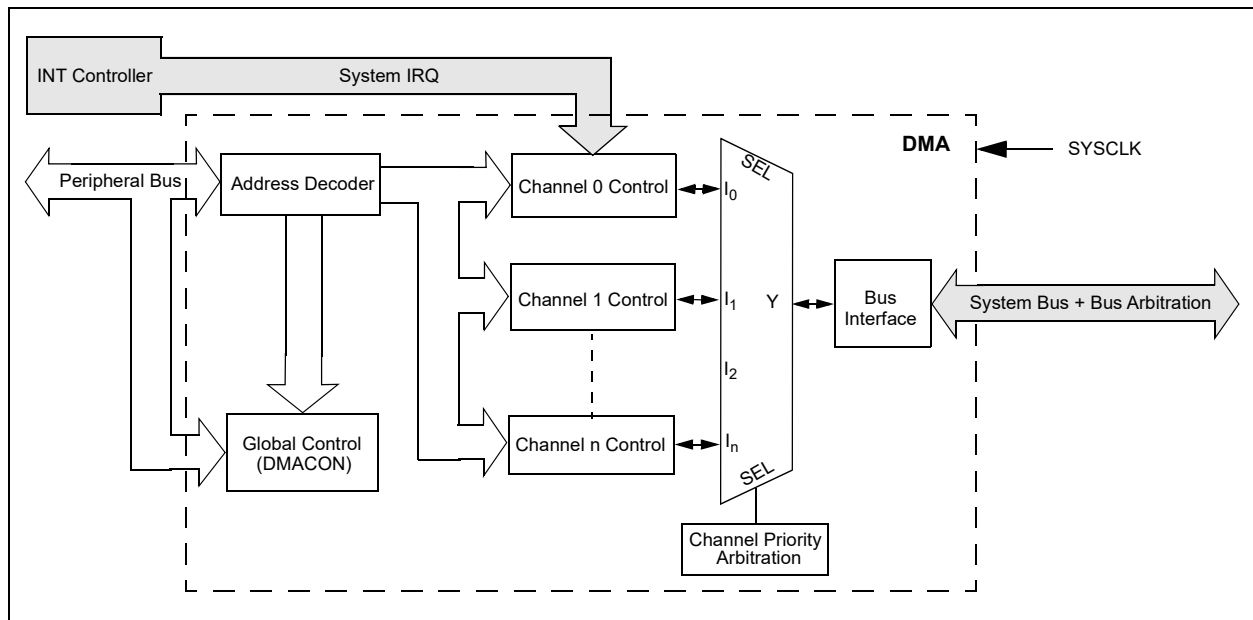 INT Controller
System IRQ
DMA
SYSCLK
Peripheral Bus
Address Decoder
Channel 0 Control
SEL
I0
Channel 1 Control
I1
Y
Bus
Interface
System Bus + Bus Arbitration
I2
Global Control
(DMACON)
Channel n Control
In
SEL
Channel Priority
Arbitration